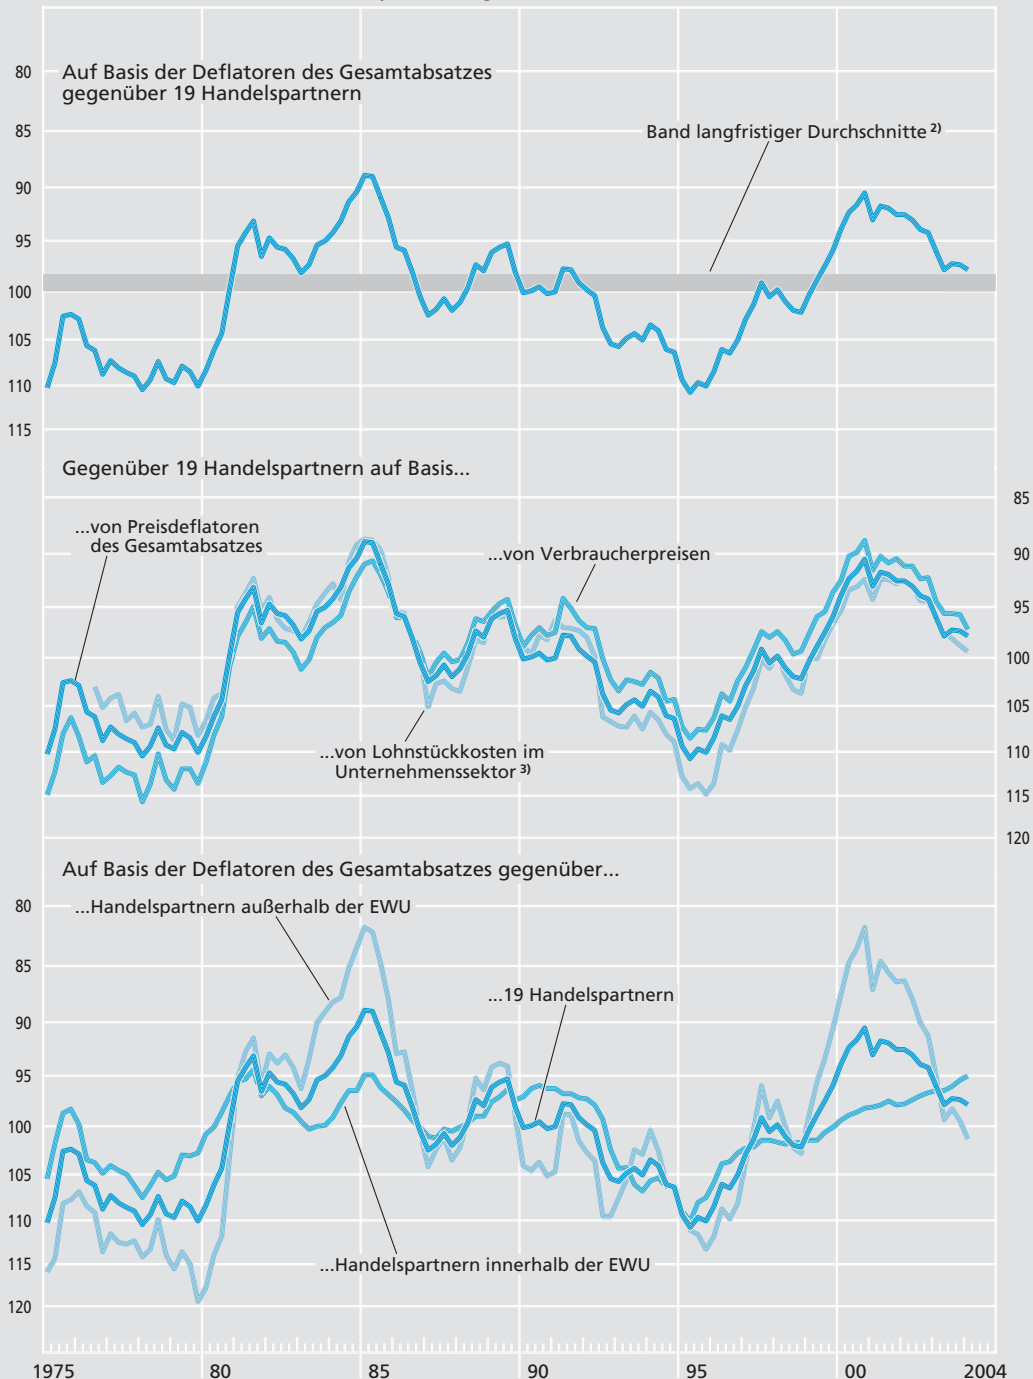 80
Auf Basis der Deflatoren des Gesamtabsatzes
gegenüber 19 Handelspartnern
85
Band langfristiger Durchschnitte 2)
90
95
100
105
110
115
Gegenüber 19 Handelspartnern auf Basis...
85
...von Preisdeflatoren
des Gesamtabsatzes
90
...von Verbraucherpreisen
95
100
105
110
...von Lohnstückkosten im
Unternehmenssektor 3)
115
120
Auf Basis der Deflatoren des Gesamtabsatzes gegenüber...
80
...Handelspartnern außerhalb der EWU
85
...19 Handelspartnern
90
95
100
105
110
115
...Handelspartnern innerhalb der EWU
120
1975 80 85 90 95 00 2004